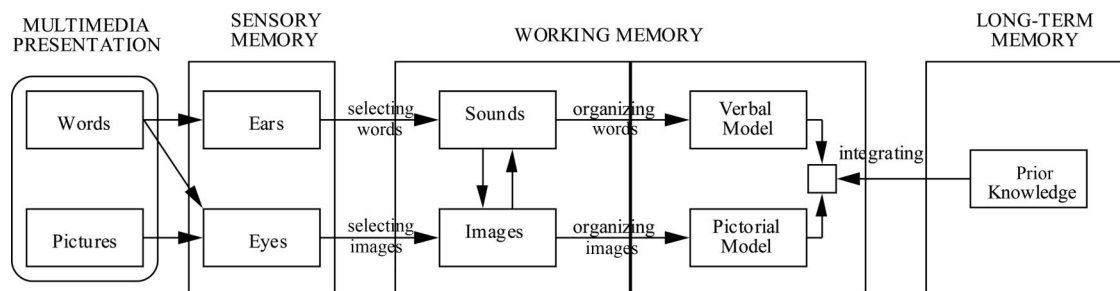 MULTIMEDIA
PRESENTATION
SENSORY
MEMORY
WORKING MEMORY
LONG-TERM
MEMORY
Words
Ears
selecting
words
Sounds
organizing
words
Verbal
Model
integrating
Prior
Knowledge
Pictures
Eyes
selecting
images
Images
organizing
images
Pictorial
Model